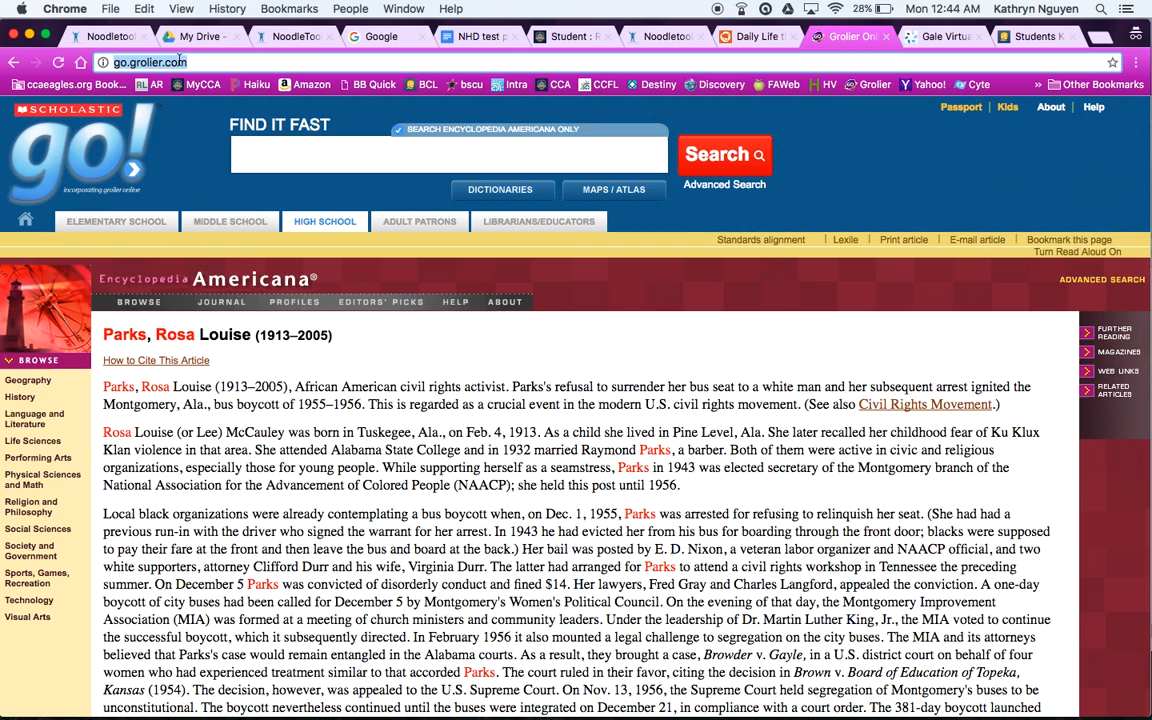 Chrome File Edit View History Bookmarks People Window Help 28% Mon 12:44 AM Kathryn Nguyen
Noodletool My Drive - NoodleToo Google NHD test p Student : R Noodletool Daily Life t Grolier Onl Gale Virtua Students K
go.grolier.com
ccaeagles.org Book... AR MyCCA Haiku Amazon BB Quick BCL bscu Intra CCA CCFL Destiny Discovery FAWeb HV Grolier Yahoo! Cyte » Other Bookmarks
SCHOLASTIC
go!
incorporating grolier online
FIND IT FAST
SEARCH ENCYCLOPEDIA AMERICANA ONLY
Search
Advanced Search
DICTIONARIES MAPS / ATLAS
Passport | Kids About | Help
ELEMENTARY SCHOOL MIDDLE SCHOOL HIGH SCHOOL ADULT PATRONS LIBRARIANS/EDUCATORS
Standards alignment | Lexile | Print article | E-mail article | Bookmark this page
Turn Read Aloud On
Encyclopedia Americana®
ADVANCED SEARCH
BROWSE JOURNAL PROFILES EDITORS' PICKS HELP ABOUT
BROWSE
Geography
History
Language and
Literature
Life Sciences
Performing Arts
Physical Sciences
and Math
Religion and
Philosophy
Social Sciences
Society and
Government
Sports, Games,
Recreation
Technology
Visual Arts
Parks, Rosa Louise (1913–2005)
How to Cite This Article
Parks, Rosa Louise (1913–2005), African American civil rights activist. Parks's refusal to surrender her bus seat to a white man and her subsequent arrest ignited the
Montgomery, Ala., bus boycott of 1955–1956. This is regarded as a crucial event in the modern U.S. civil rights movement. (See also Civil Rights Movement.)
Rosa Louise (or Lee) McCauley was born in Tuskegee, Ala., on Feb. 4, 1913. As a child she lived in Pine Level, Ala. She later recalled her childhood fear of Ku Klux
Klan violence in that area. She attended Alabama State College and in 1932 married Raymond Parks, a barber. Both of them were active in civic and religious
organizations, especially those for young people. While supporting herself as a seamstress, Parks in 1943 was elected secretary of the Montgomery branch of the
National Association for the Advancement of Colored People (NAACP); she held this post until 1956.
Local black organizations were already contemplating a bus boycott when, on Dec. 1, 1955, Parks was arrested for refusing to relinquish her seat. (She had had a
previous run-in with the driver who signed the warrant for her arrest. In 1943 he had evicted her from his bus for boarding through the front door; blacks were supposed
to pay their fare at the front and then leave the bus and board at the back.) Her bail was posted by E. D. Nixon, a veteran labor organizer and NAACP official, and two
white supporters, attorney Clifford Durr and his wife, Virginia Durr. The latter had arranged for Parks to attend a civil rights workshop in Tennessee the preceding
summer. On December 5 Parks was convicted of disorderly conduct and fined $14. Her lawyers, Fred Gray and Charles Langford, appealed the conviction. A one-day
boycott of city buses had been called for December 5 by Montgomery's Women's Political Council. On the evening of that day, the Montgomery Improvement
Association (MIA) was formed at a meeting of church ministers and community leaders. Under the leadership of Dr. Martin Luther King, Jr., the MIA voted to continue
the successful boycott, which it subsequently directed. In February 1956 it also mounted a legal challenge to segregation on the city buses. The MIA and its attorneys
believed that Parks's case would remain entangled in the Alabama courts. As a result, they brought a case, Browder v. Gayle, in a U.S. district court on behalf of four
women who had experienced treatment similar to that accorded Parks. The court ruled in their favor, citing the decision in Brown v. Board of Education of Topeka,
Kansas (1954). The decision, however, was appealed to the U.S. Supreme Court. On Nov. 13, 1956, the Supreme Court held segregation of Montgomery's buses to be
unconstitutional. The boycott nevertheless continued until the buses were integrated on December 21, in compliance with a court order. The 381-day boycott launched
FURTHER
READING
MAGAZINES
WEB LINKS
RELATED
ARTICLES